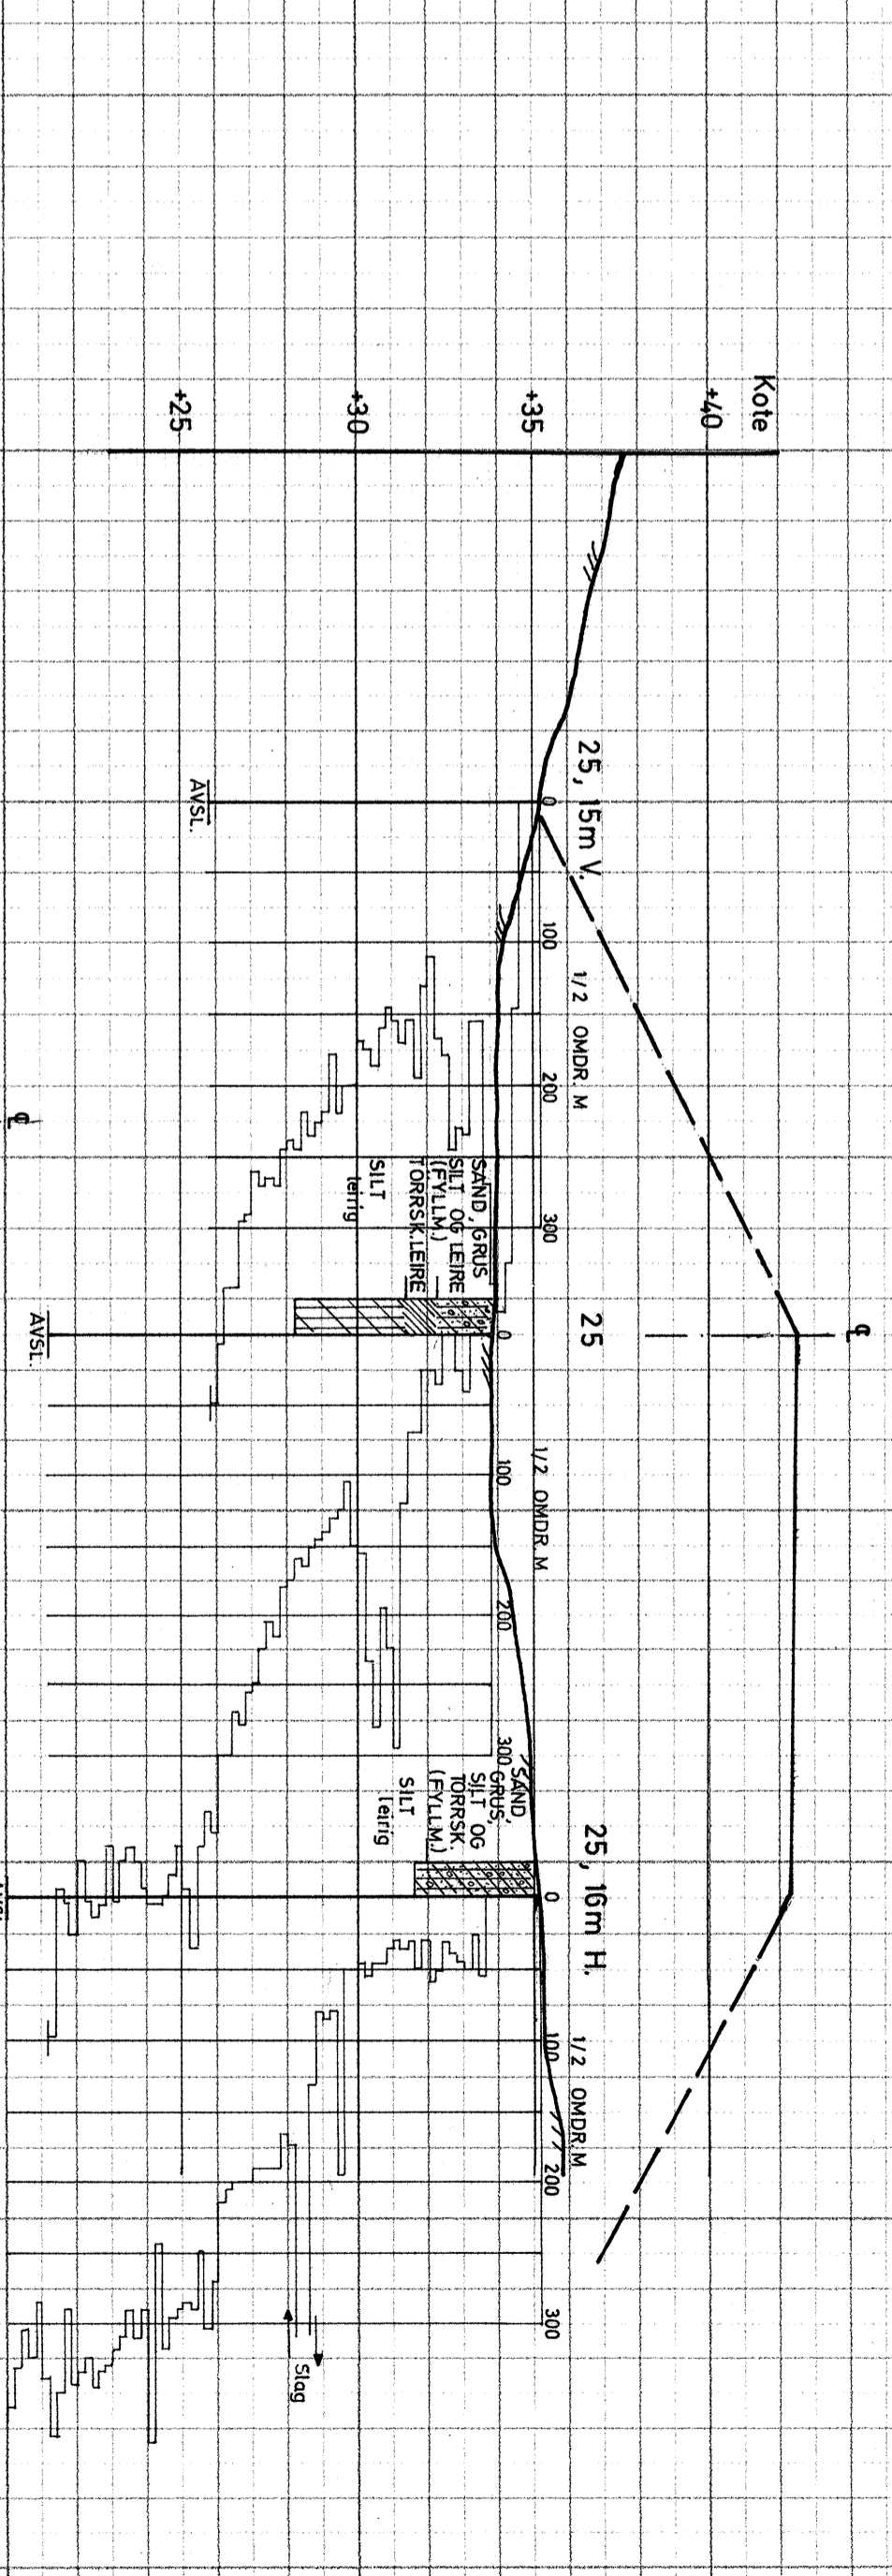 Kote
+40
+35
+30
+25
25, 15m V.
0
100
200
300
1/2 OMDR. M
SAND, GRUS
SILT OG LEIRE
(FYLLM.)
TØRRSK.LEIRE
SILT
leirig
AVSL.
℄
25
0
100
200
300
1/2 OMDR. M
SAND,
GRUS,
SILT OG
TØRRSK.
(FYLLM.)
SILT
leirig
AVSL.
25, 16m H.
0
100
200
300
1/2 OMDR. M
Slag
℄